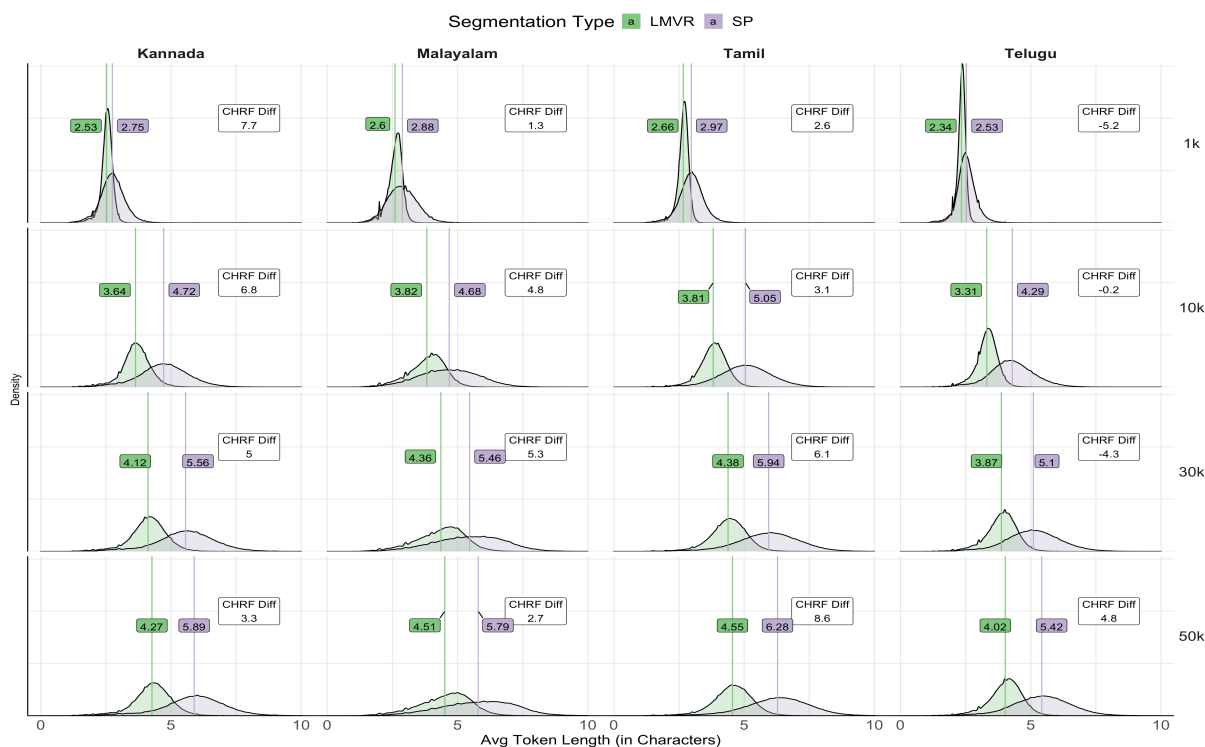 Segmentation Type a LMVR a SP
Kannada Malayalam Tamil Telugu
2.53 2.75 CHRF Diff 7.7
2.6 2.88 CHRF Diff 1.3
2.66 2.97 CHRF Diff 2.6
2.34 2.53 CHRF Diff -5.2
1k
3.64 4.72 CHRF Diff 6.8
3.82 4.68 CHRF Diff 4.8
3.81 5.05 CHRF Diff 3.1
3.31 4.29 CHRF Diff -0.2
10k
Density
4.12 5.56 CHRF Diff 5
4.36 5.46 CHRF Diff 5.3
4.38 5.94 CHRF Diff 6.1
3.87 5.1 CHRF Diff -4.3
30k
4.27 5.89 CHRF Diff 3.3
4.51 5.79 CHRF Diff 2.7
4.55 6.28 CHRF Diff 8.6
4.02 5.42 CHRF Diff 4.8
50k
0 5 10 0 5 10 0 5 10 0 5 10
Avg Token Length (in Characters)